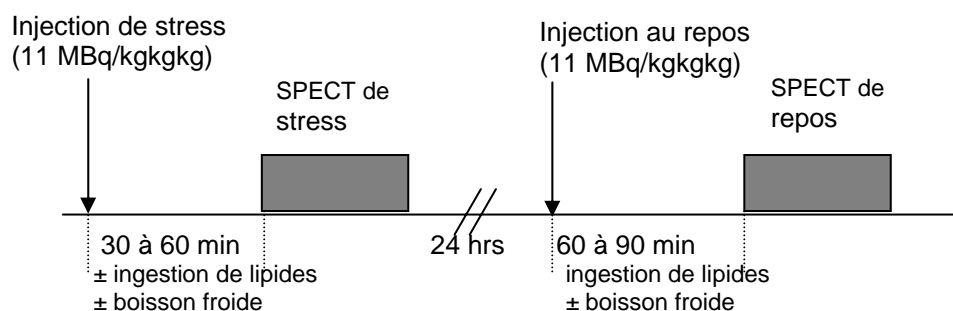 Injection de stress
(11 MBq/kgkgkg)
SPECT de
stress
Injection au repos
(11 MBq/kgkgkg)
SPECT de
repos
30 à 60 min
± ingestion de lipides
± boisson froide
24 hrs
60 à 90 min
ingestion de lipides
± boisson froide